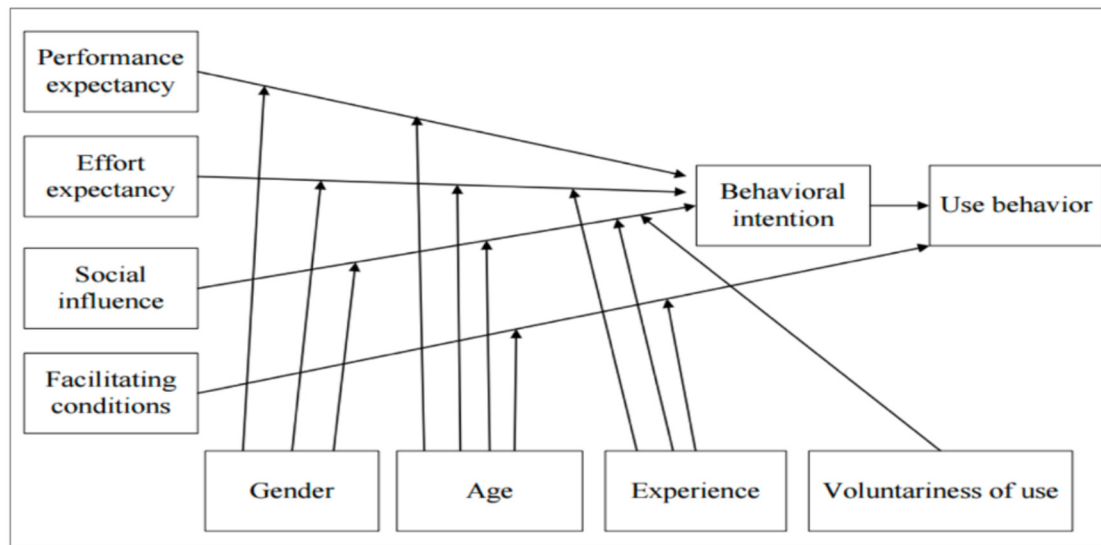 Performance
expectancy
Effort
expectancy
Social
influence
Facilitating
conditions
Behavioral
intention
Use behavior
Gender
Age
Experience
Voluntariness of use